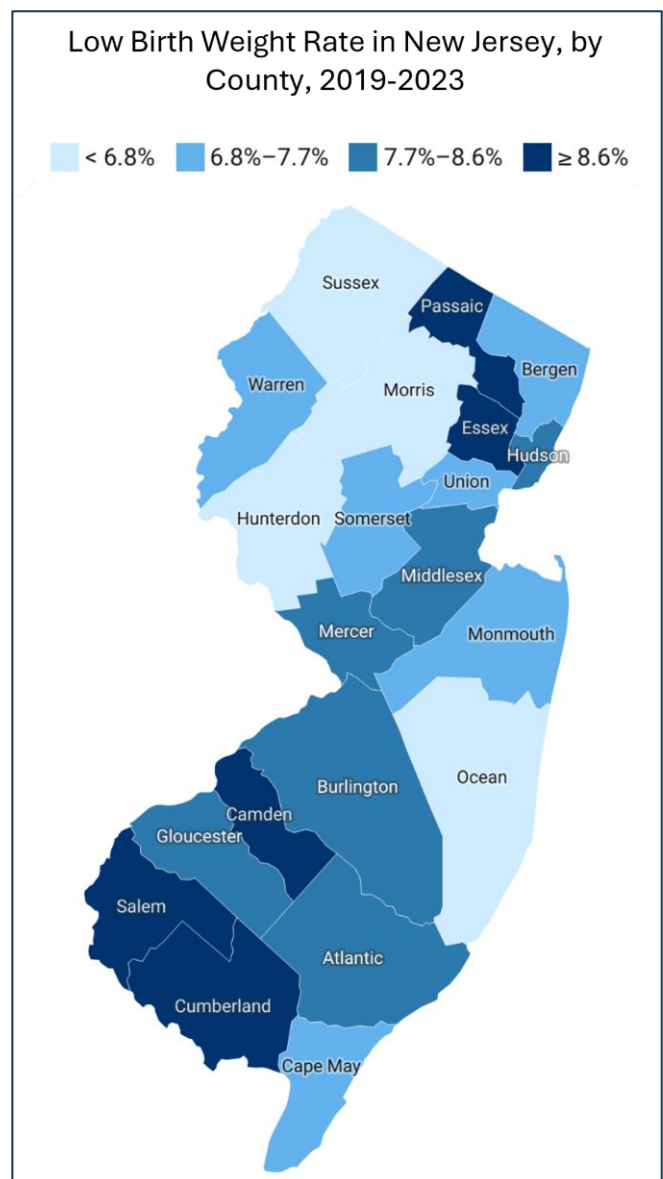 Low Birth Weight Rate in New Jersey, by
County, 2019-2023
< 6.8% 6.8%–7.7% 7.7%–8.6% ≥ 8.6%
Sussex
Passaic
Warren
Morris
Bergen
Essex
Hudson
Union
Hunterdon
Somerset
Middlesex
Mercer
Monmouth
Ocean
Burlington
Camden
Gloucester
Salem
Atlantic
Cumberland
Cape May